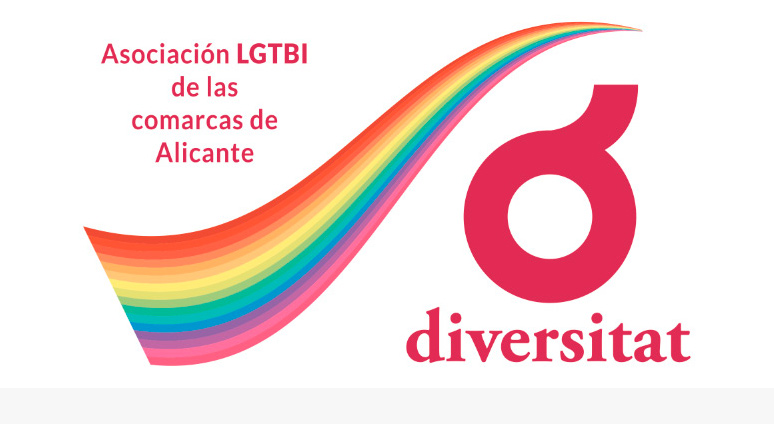 Asociación LGTBI
de las
comarcas de
Alicante
diversitat